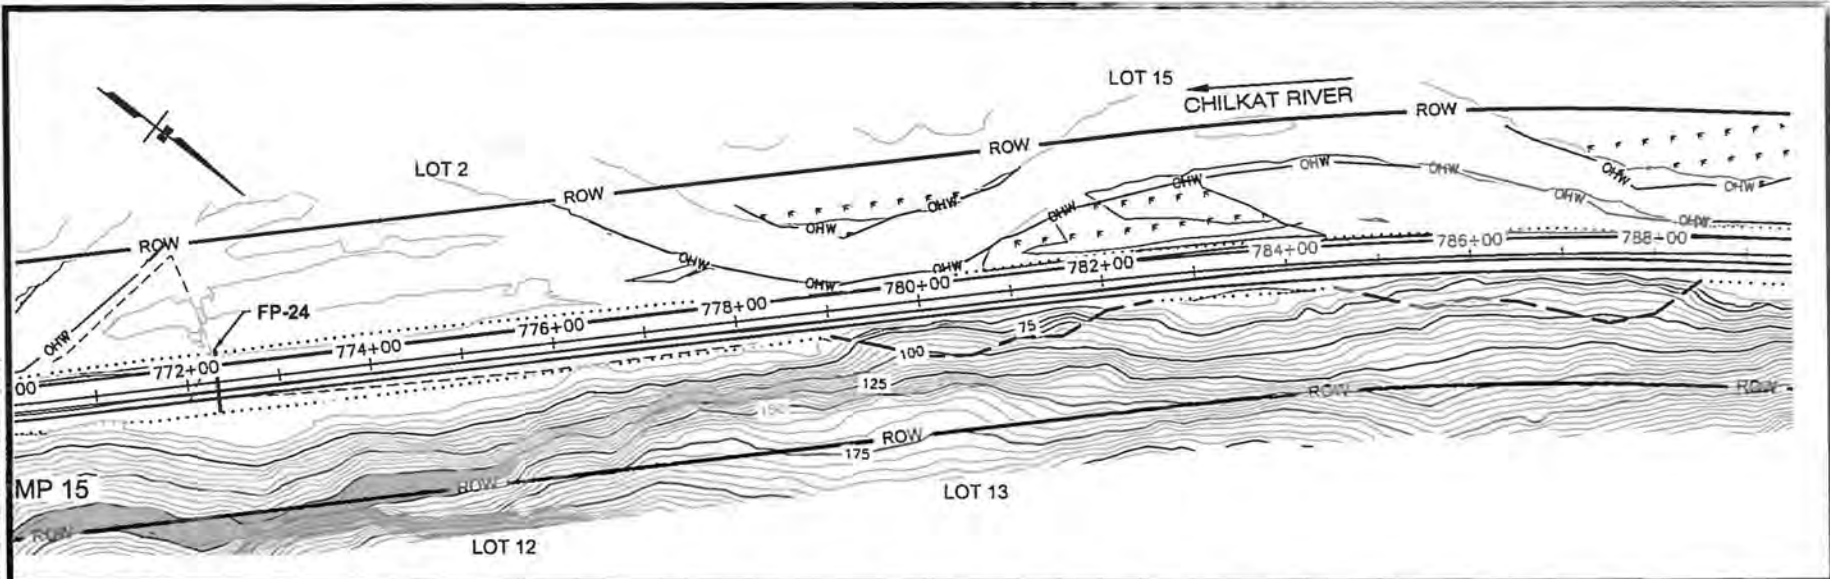 LOT 15
CHILKAT RIVER
ROW
ROW
LOT 2
ROW
ROW
OHW
OHW
OHW
OHW
OHW
OHW
OHW
OHW
OHW
OHW
OHW
OHW
OHW
FP-24
00
772+00
774+00
776+00
778+00
780+00
782+00
784+00
786+00
788+00
75
100
125
150
175
ROW
ROW
ROW
ROW
ROW
MP 15
LOT 13
LOT 12